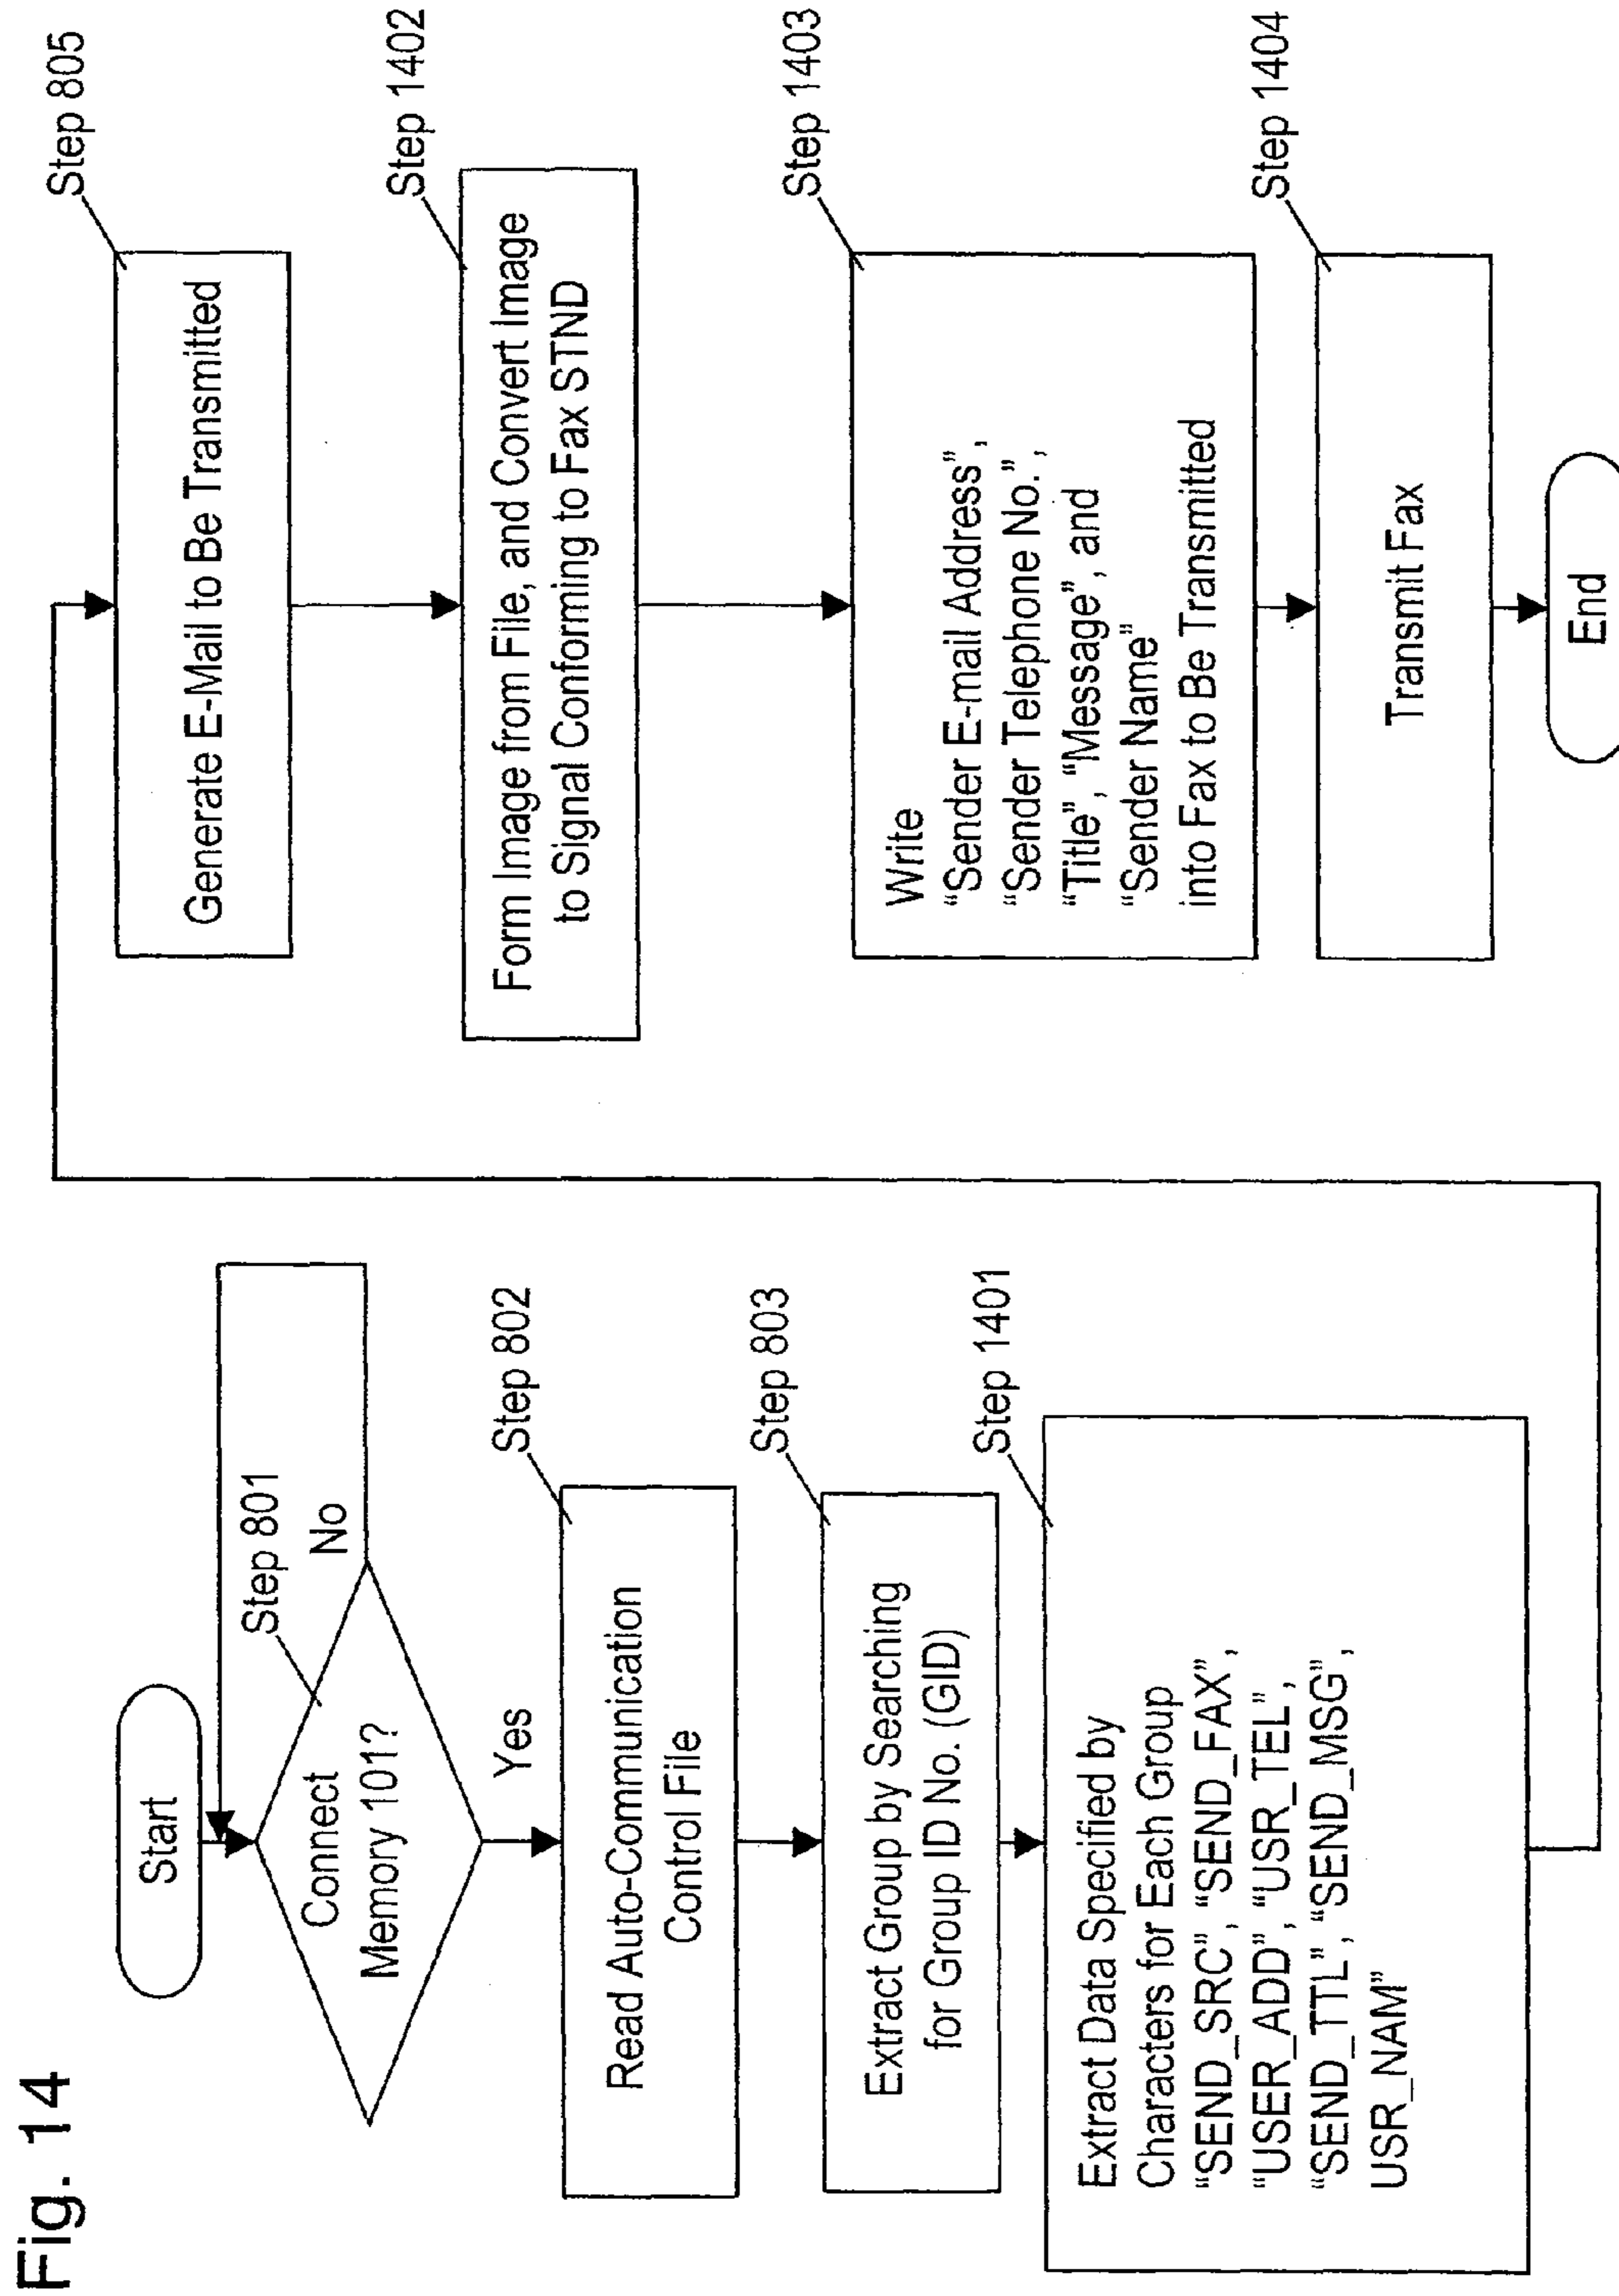 Fig. 14
Start
Step 801
Connect
Memory 101?
No
Yes
Step 802
Read Auto-Communication
Control File
Step 803
Extract Group by Searching
for Group ID No. (GID)
Step 1401
Extract Data Specified by
Characters for Each Group
“SEND_SRC”, “SEND_FAX”,
“USER_ADD”, “USR_TEL”,
“SEND_TTL”, “SEND_MSG”,
USR_NAM”
Step 805
Generate E-Mail to Be Transmitted
Step 1402
Form Image from File, and Convert Image
to Signal Conforming to Fax STND
Step 1403
Write
“Sender E-mail Address”,
“Sender Telephone No.”,
“Title”, “Message”, and
“Sender Name”
into Fax to Be Transmitted
Step 1404
Transmit Fax
End